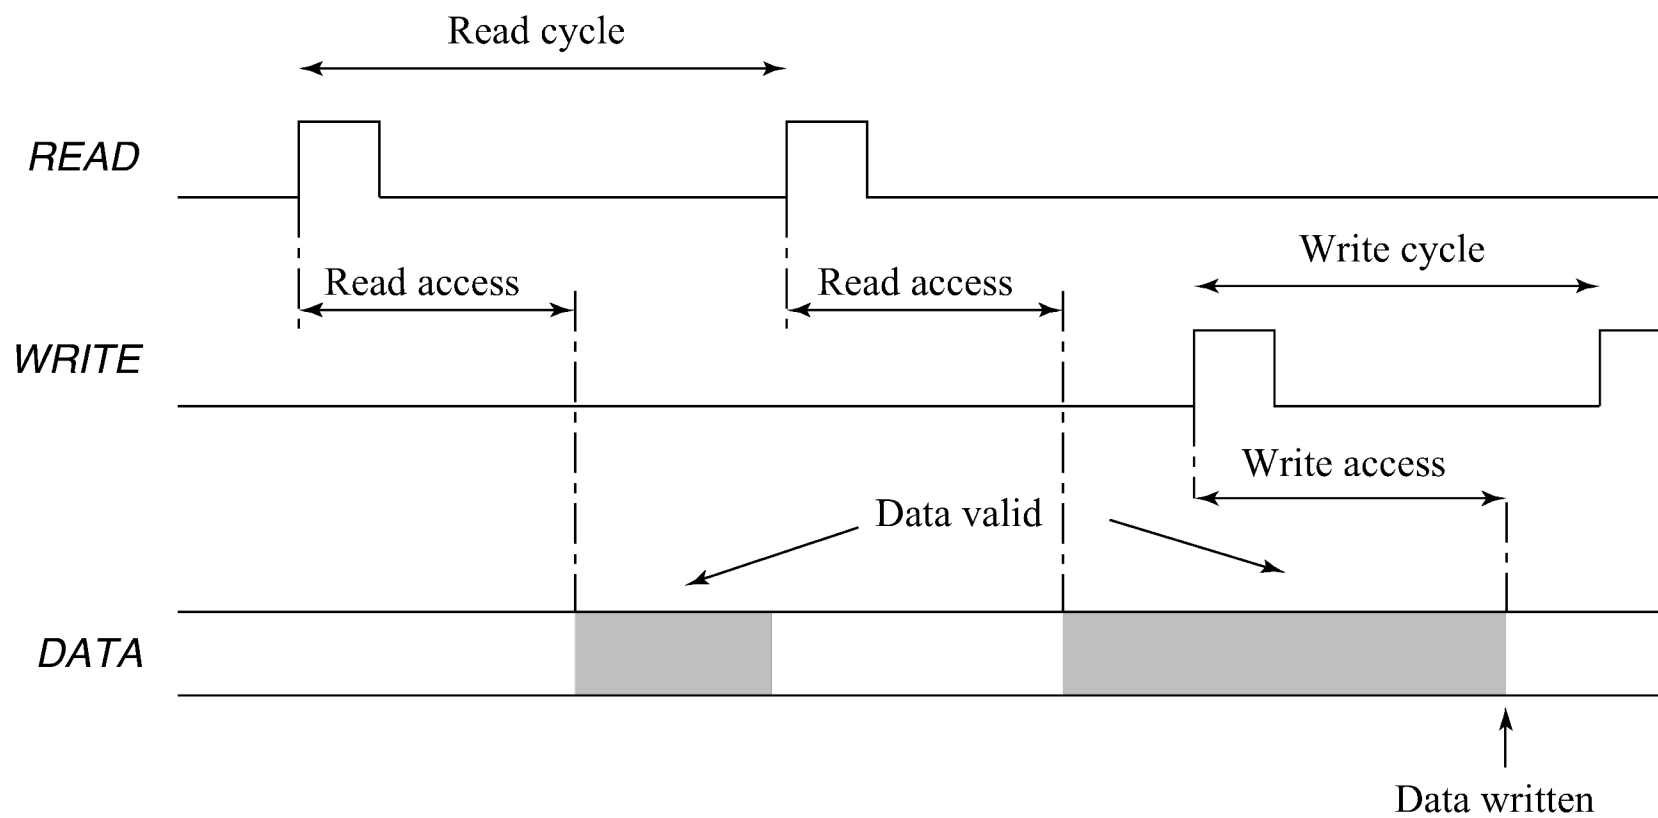 Read cycle
READ
Write cycle
Read access
Read access
WRITE
Write access
Data valid
DATA
Data written